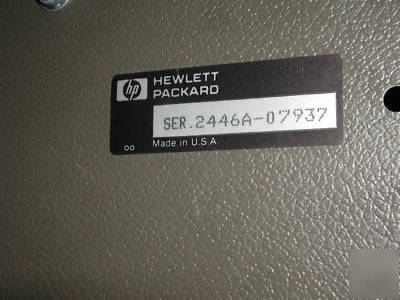 hp
HEWLETT
PACKARD
SER.2446A-07937
Made in U.S.A.